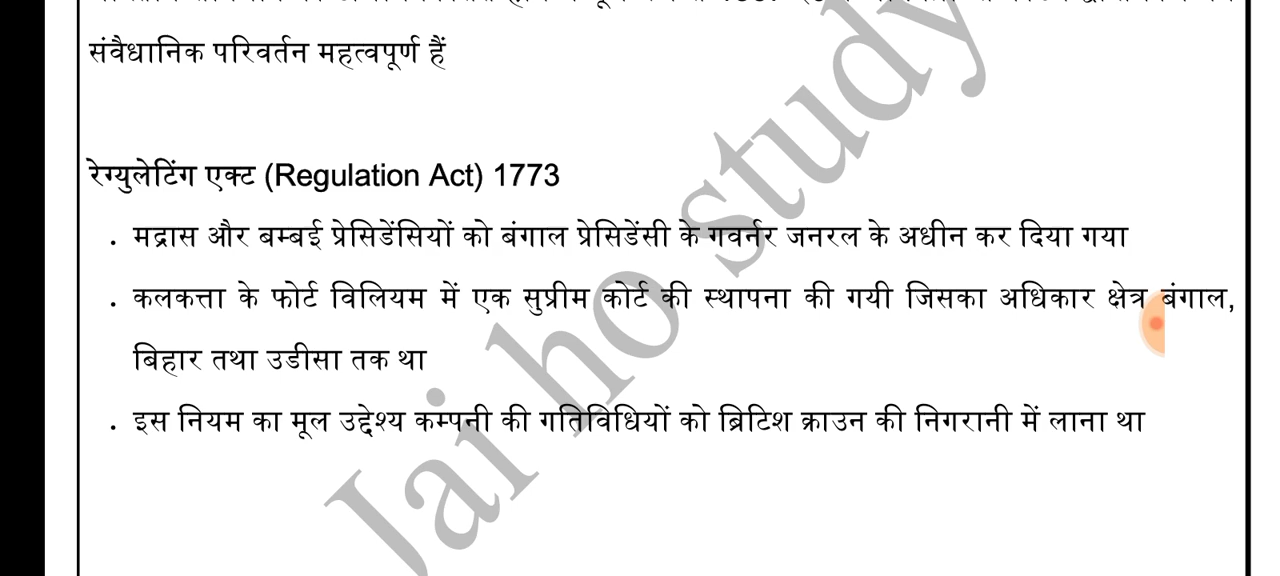 संवैधानिक परिवर्तन महत्वपूर्ण हैं
रेग्युलेटिंग एक्ट (Regulation Act) 1773
. मद्रास और बम्बई प्रेसिडेंसियों को बंगाल प्रेसिडेंसी के गवर्नर जनरल के अधीन कर दिया गया
. कलकत्ता के फोर्ट विलियम में एक सुप्रीम कोर्ट की स्थापना की गयी जिसका अधिकार क्षेत्र बंगाल,
बिहार तथा उडीसा तक था
. इस नियम का मूल उद्देश्य कम्पनी की गतिविधियों को ब्रिटिश क्राउन की निगरानी में लाना था
Jai ho study